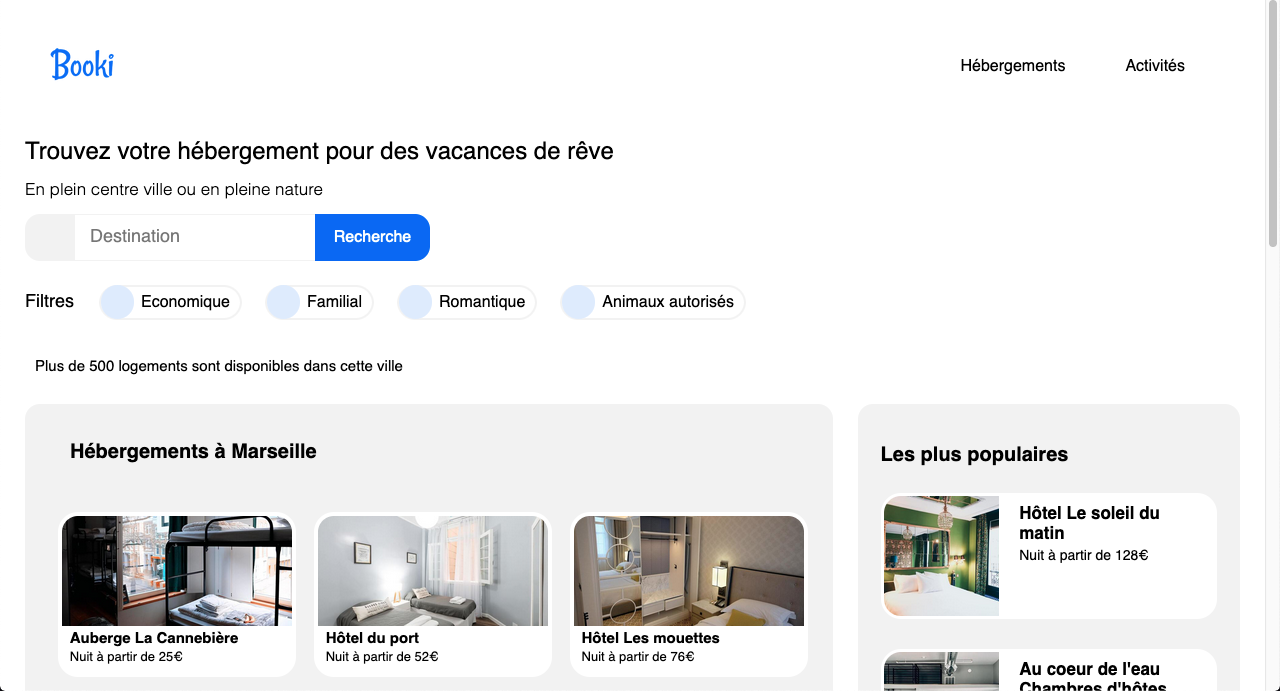 Booki
Hébergements
Activités
Trouvez votre hébergement pour des vacances de rêve
En plein centre ville ou en pleine nature
Destination
Recherche
Filtres
Economique
Familial
Romantique
Animaux autorisés
Plus de 500 logements sont disponibles dans cette ville
Hébergements à Marseille
Auberge La Cannebière
Nuit à partir de 25€
Hôtel du port
Nuit à partir de 52€
Hôtel Les mouettes
Nuit à partir de 76€
Les plus populaires
Hôtel Le soleil du
matin
Nuit à partir de 128€
Au coeur de l'eau
Chambres d'hôtes